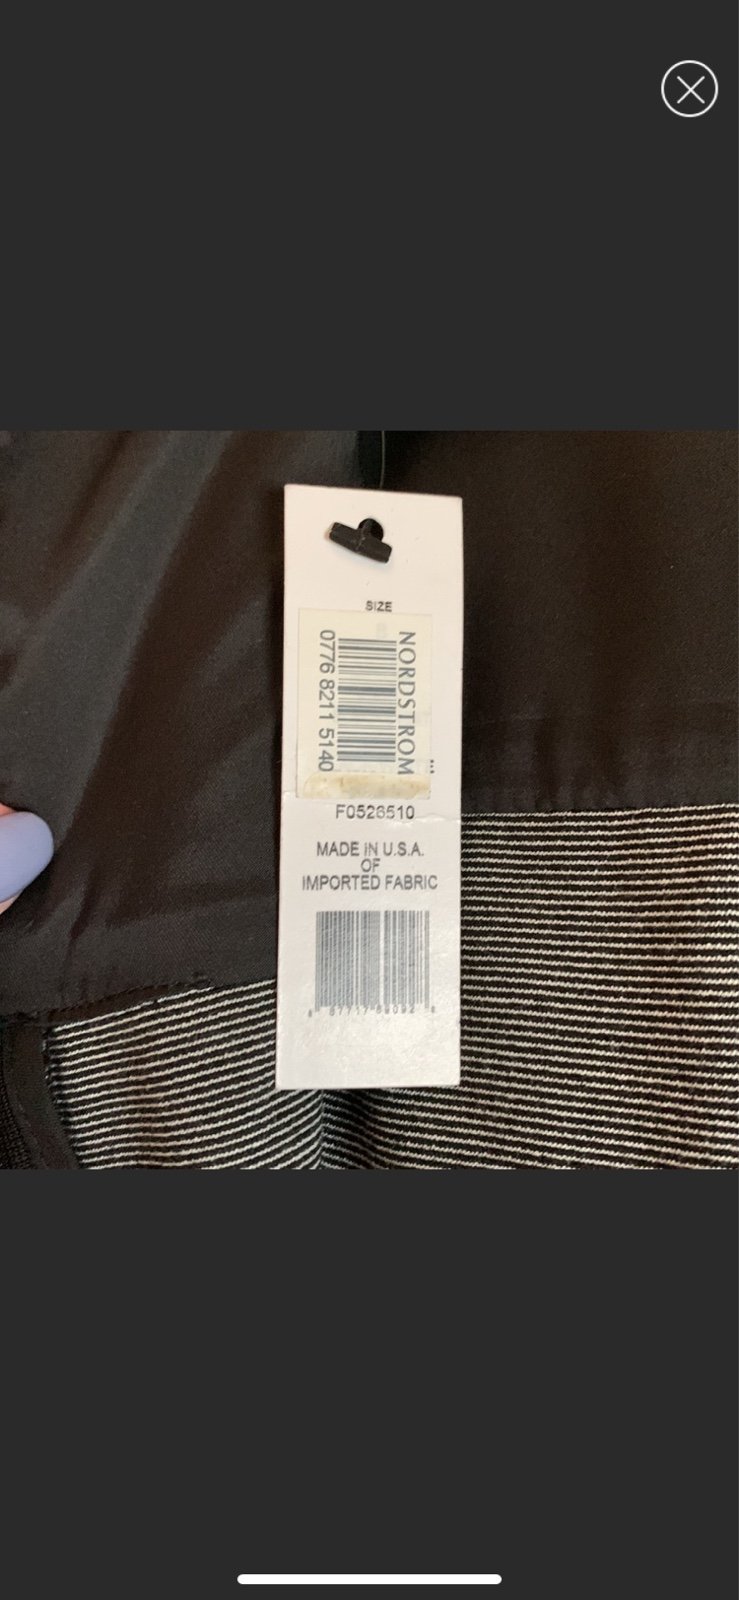 SIZE
NORDSTROM
0776 8211 5140
F0526510
MADE IN U.S.A.
OF
IMPORTED FABRIC